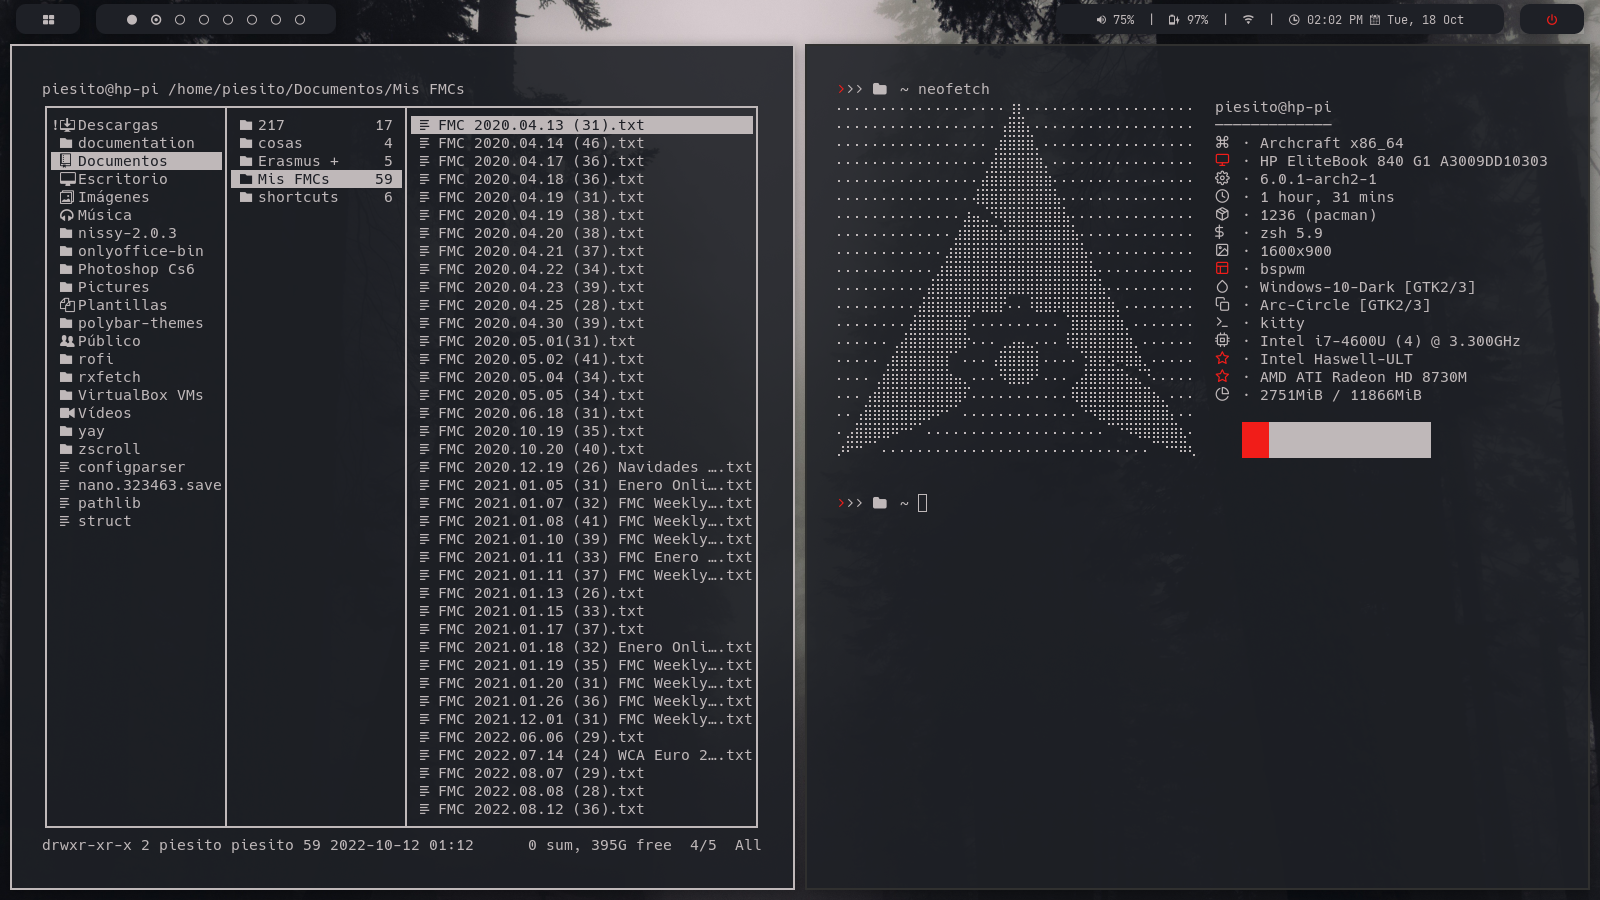 75% | 97% | | 02:02 PM Tue, 18 Oct
piesito@hp-pi /home/piesito/Documentos/Mis FMCs
!Descargas
documentation
Documentos
Escritorio
Imágenes
Música
nissy-2.0.3
onlyoffice-bin
Photoshop Cs6
Pictures
Plantillas
polybar-themes
Público
rofi
rxfetch
VirtualBox VMs
Vídeos
yay
zscroll
configparser
nano.323463.save
pathlib
struct
217 17
cosas 4
Erasmus + 5
Mis FMCs 59
shortcuts 6
FMC 2020.04.13 (31).txt
FMC 2020.04.14 (46).txt
FMC 2020.04.17 (36).txt
FMC 2020.04.18 (36).txt
FMC 2020.04.19 (31).txt
FMC 2020.04.19 (38).txt
FMC 2020.04.20 (38).txt
FMC 2020.04.21 (37).txt
FMC 2020.04.22 (34).txt
FMC 2020.04.23 (39).txt
FMC 2020.04.25 (28).txt
FMC 2020.04.30 (39).txt
FMC 2020.05.01(31).txt
FMC 2020.05.02 (41).txt
FMC 2020.05.04 (34).txt
FMC 2020.05.05 (34).txt
FMC 2020.06.18 (31).txt
FMC 2020.10.19 (35).txt
FMC 2020.10.20 (40).txt
FMC 2020.12.19 (26) Navidades ….txt
FMC 2021.01.05 (31) Enero Onli….txt
FMC 2021.01.07 (32) FMC Weekly….txt
FMC 2021.01.08 (41) FMC Weekly….txt
FMC 2021.01.10 (39) FMC Weekly….txt
FMC 2021.01.11 (33) FMC Enero ….txt
FMC 2021.01.11 (37) FMC Weekly….txt
FMC 2021.01.13 (26).txt
FMC 2021.01.15 (33).txt
FMC 2021.01.17 (37).txt
FMC 2021.01.18 (32) Enero Onli….txt
FMC 2021.01.19 (35) FMC Weekly….txt
FMC 2021.01.20 (31) FMC Weekly….txt
FMC 2021.01.26 (36) FMC Weekly….txt
FMC 2021.12.01 (31) FMC Weekly….txt
FMC 2022.06.06 (29).txt
FMC 2022.07.14 (24) WCA Euro 2….txt
FMC 2022.08.07 (29).txt
FMC 2022.08.08 (28).txt
FMC 2022.08.12 (36).txt
drwxr-xr-x 2 piesito piesito 59 2022-10-12 01:12 0 sum, 395G free 4/5 All
~ neofetch
piesito@hp-pi
─────────────
· Archcraft x86_64
· HP EliteBook 840 G1 A3009DD10303
· 6.0.1-arch2-1
· 1 hour, 31 mins
· 1236 (pacman)
· zsh 5.9
· 1600x900
· bspwm
· Windows-10-Dark [GTK2/3]
· Arc-Circle [GTK2/3]
· kitty
· Intel i7-4600U (4) @ 3.300GHz
· Intel Haswell-ULT
· AMD ATI Radeon HD 8730M
· 2751MiB / 11866MiB
~